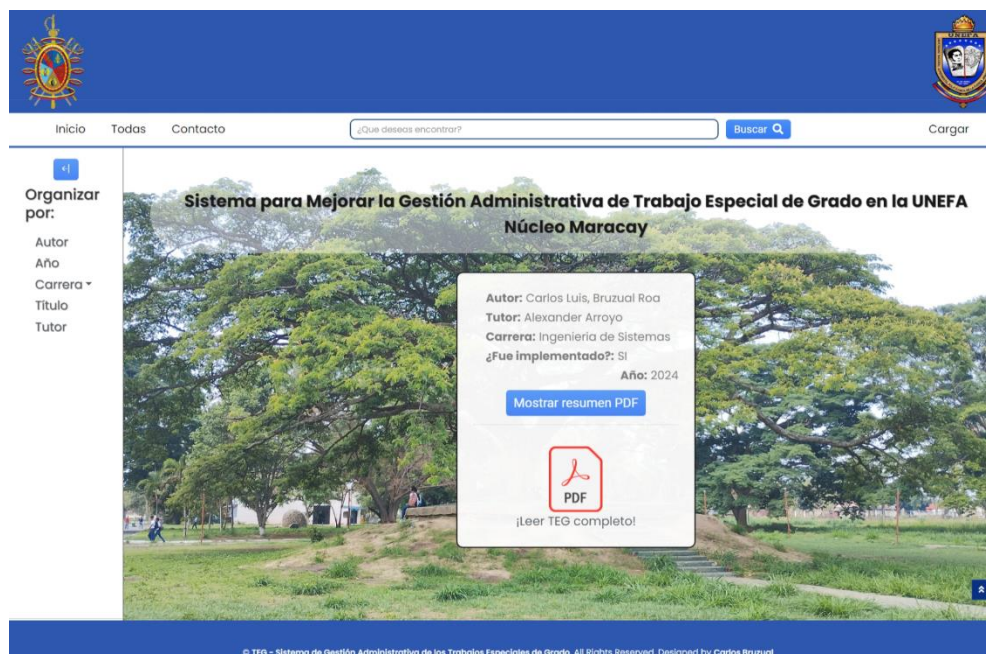 UNEFA
Inicio
Todas
Contacto
¿Que deseas encontrar?
Buscar
Cargar
Organizar
por:
Autor
Año
Carrera
Título
Tutor
Sistema para Mejorar la Gestión Administrativa de Trabajo Especial de Grado en la UNEFA
Núcleo Maracay
Autor: Carlos Luis, Bruzual Roa
Tutor: Alexander Arroyo
Carrera: Ingenieria de Sistemas
¿Fue implementado?: SI
Año: 2024
Mostrar resumen PDF
PDF
¡Leer TEG completo!
© TEG - Sistema de Gestión Administrativa de los Trabajos Especiales de Grado. All Rights Reserved. Designed by Carlos Bruzual